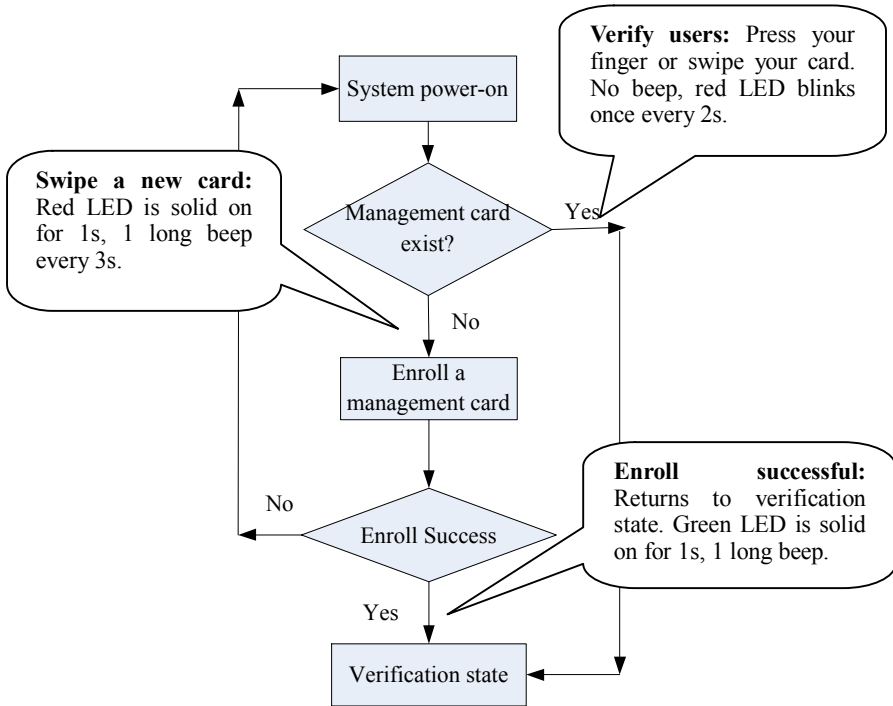 Verify users: Press your
finger or swipe your card.
No beep, red LED blinks
once every 2s.
System power-on
Swipe a new card:
Red LED is solid on
for 1s, 1 long beep
every 3s.
Management card
exist?
Yes
No
Enroll a
management card
Enroll successful:
Returns to verification
state. Green LED is solid
on for 1s, 1 long beep.
No
Enroll Success
Yes
Verification state